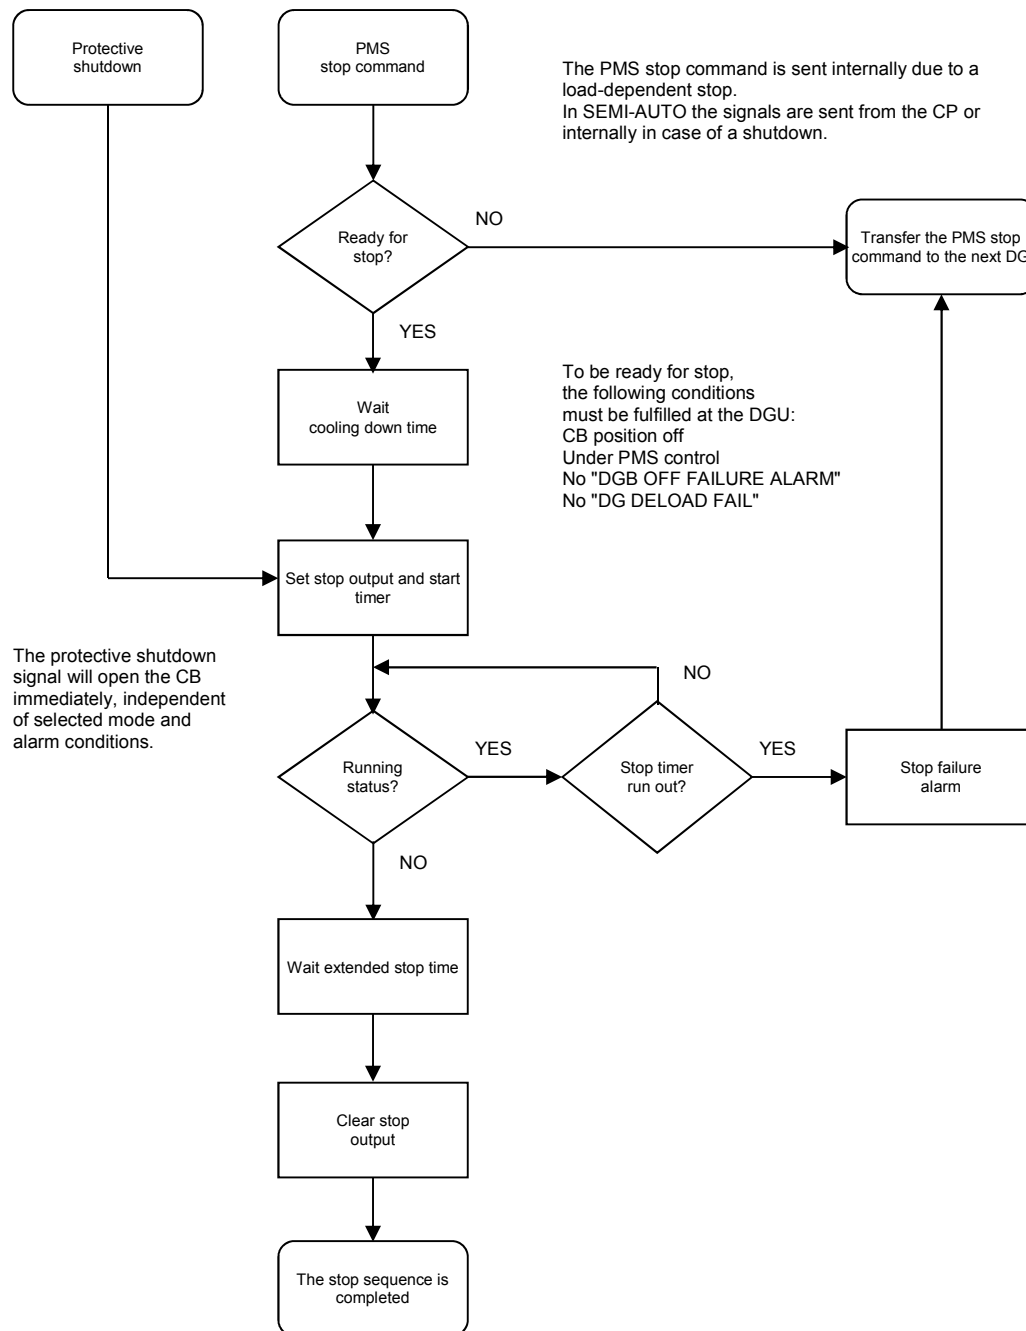 Protective
shutdown
PMS
stop command
The PMS stop command is sent internally due to a
load-dependent stop.
In SEMI-AUTO the signals are sent from the CP or
internally in case of a shutdown.
Ready for
stop?
NO
Transfer the PMS stop
command to the next DG
YES
Wait
cooling down time
To be ready for stop,
the following conditions
must be fulfilled at the DGU:
CB position off
Under PMS control
No "DGB OFF FAILURE ALARM"
No "DG DELOAD FAIL"
Set stop output and start
timer
The protective shutdown
signal will open the CB
immediately, independent
of selected mode and
alarm conditions.
NO
Running
status?
YES
Stop timer
run out?
YES
Stop failure
alarm
NO
Wait extended stop time
Clear stop
output
The stop sequence is
completed